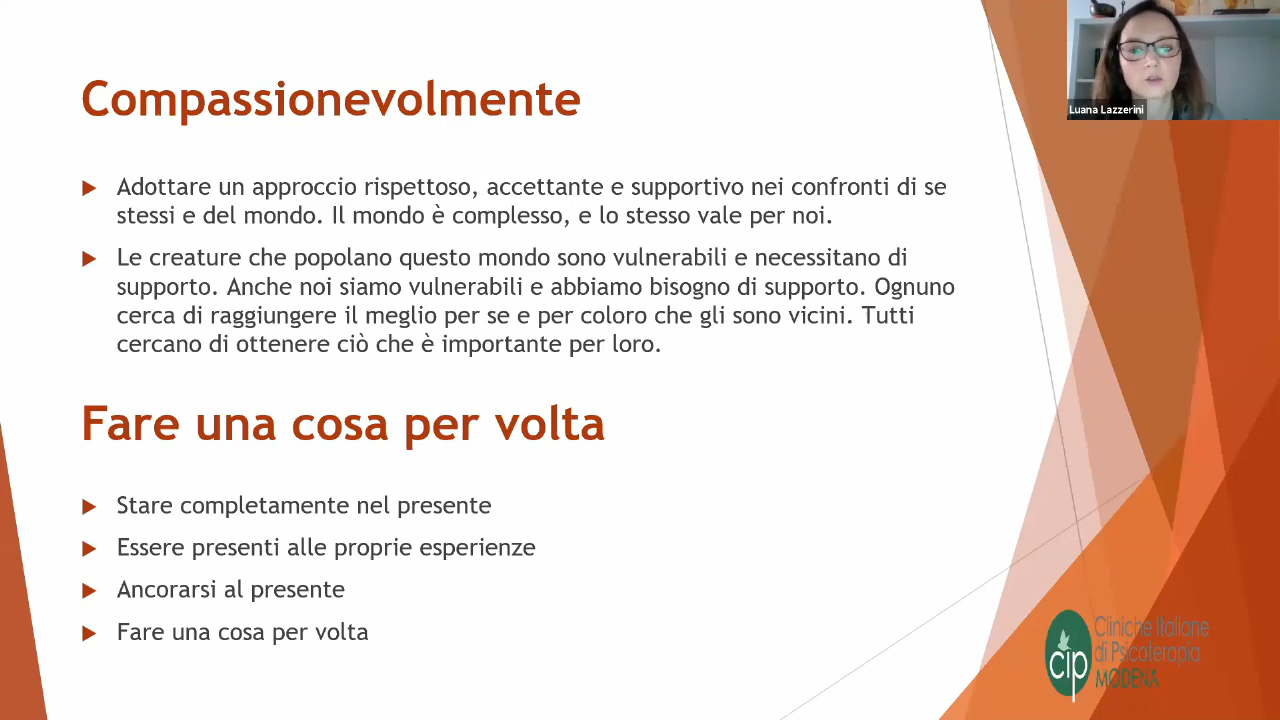 Compassionevolmente
Adottare un approccio rispettoso, accettante e supportivo nei confronti di se
stessi e del mondo. Il mondo è complesso, e lo stesso vale per noi.
Le creature che popolano questo mondo sono vulnerabili e necessitano di
supporto. Anche noi siamo vulnerabili e abbiamo bisogno di supporto. Ognuno
cerca di raggiungere il meglio per se e per coloro che gli sono vicini. Tutti
cercano di ottenere ciò che è importante per loro.
Fare una cosa per volta
Stare completamente nel presente
Essere presenti alle proprie esperienze
Ancorarsi al presente
Fare una cosa per volta
Luana Lazzerini
cip
Cliniche Italiane
di Psicoterapia
MODENA